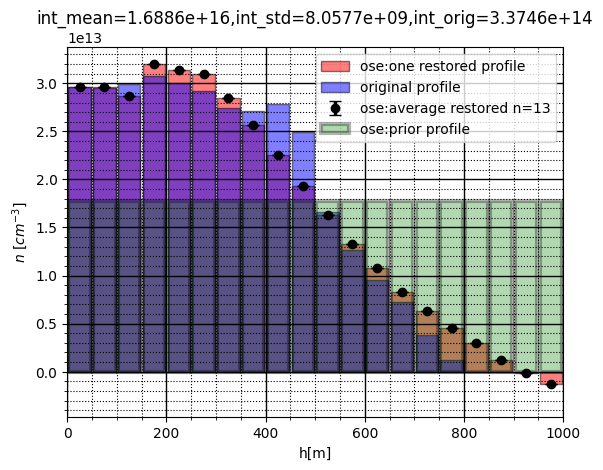 int_mean=1.6886e+16,int_std=8.0577e+09,int_orig=3.3746e+14
1e13
ose:one restored profile
original profile
ose:average restored n=13
ose:prior profile
3.0
2.5
2.0
1.5
1.0
0.5
0.0
n [cm⁻³]
0 200 400 600 800 1000
h[m]